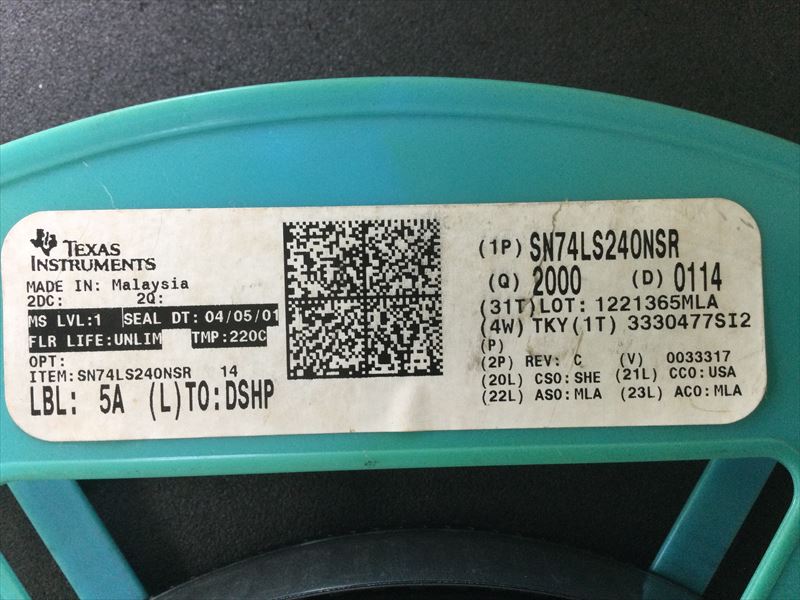 TEXAS
INSTRUMENTS
MADE IN: Malaysia
2DC: 2Q:
MS LVL:1 SEAL DT: 04/05/01
FLR LIFE:UNLIM TMP:220C
OPT:
ITEM:SN74LS240NSR 14
LBL: 5A (L)TO:DSHP
(1P) SN74LS240NSR
(Q) 2000 (D) 0114
(31T)LOT: 1221365MLA
(4W) TKY(1T) 3330477SI2
(P)
(2P) REV: C (V) 0033317
(20L) CSO:SHE (21L) CCO:USA
(22L) ASO:MLA (23L) ACO:MLA